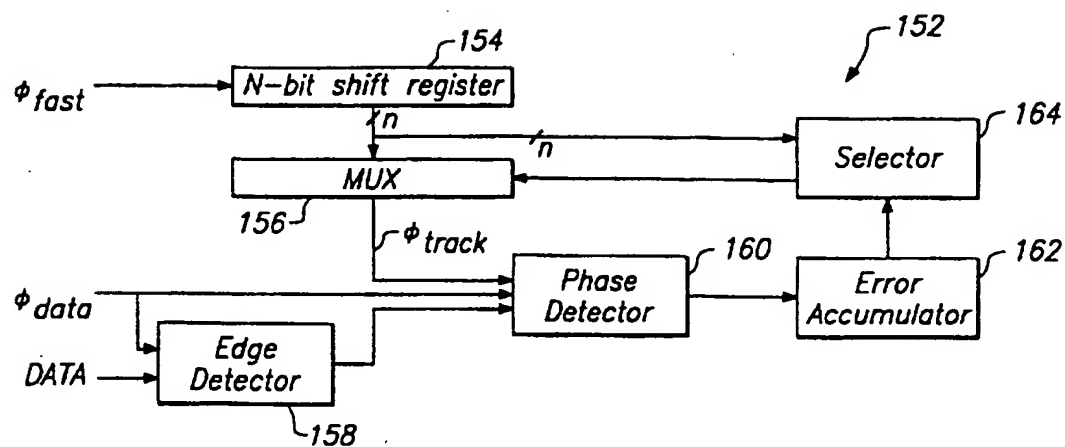 154
152
ϕfast
N-bit shift register
n
n
164
Selector
MUX
156
ϕtrack
160
162
Phase
Detector
Error
Accumulator
ϕdata
Edge
Detector
DATA
158